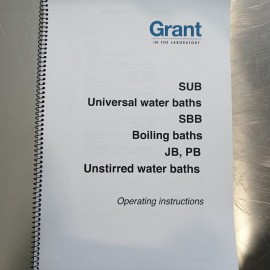 Grant
IN THE LABORATORY
SUB
Universal water baths
SBB
Boiling baths
JB, PB
Unstirred water baths
Operating instructions